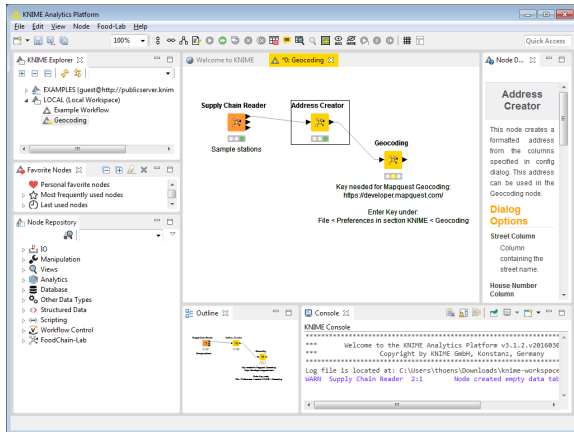 KNIME Analytics Platform
File Edit View Node Food-Lab Help
100%
Quick Access
KNIME Explorer
EXAMPLES (guest@http://publicserver.knim
LOCAL (Local Workspace)
Example Workflow
Geocoding
Favorite Nodes
Personal favorite nodes
Most frequently used nodes
Last used nodes
Node Repository
IO
Manipulation
Views
Analytics
Database
Other Data Types
Structured Data
Scripting
Workflow Control
FoodChain-Lab
Welcome to KNIME
*0: Geocoding
Supply Chain Reader
Address Creator
Sample stations
Geocoding
Key needed for Mapquest Geocoding:
https://developer.mapquest.com/
Enter Key under:
File < Preferences in section KNIME < Geocoding
Node D...
Address
Creator
This node creates a
formatted address
from the columns
specified in config
dialog. This address
can be used in the
Geocoding node.
Dialog
Options
Street Column
Column
containing the
street name.
House Number
Column
Outline
Console
KNIME Console
*** Welcome to the KNIME Analytics Platform v3.1.2.v2016030
*** Copyright by KNIME GmbH, Konstanz, Germany
Log file is located at: C:\Users\thoens\Downloads\knime-workspace
WARN Supply Chain Reader 2:1 Node created empty data tab